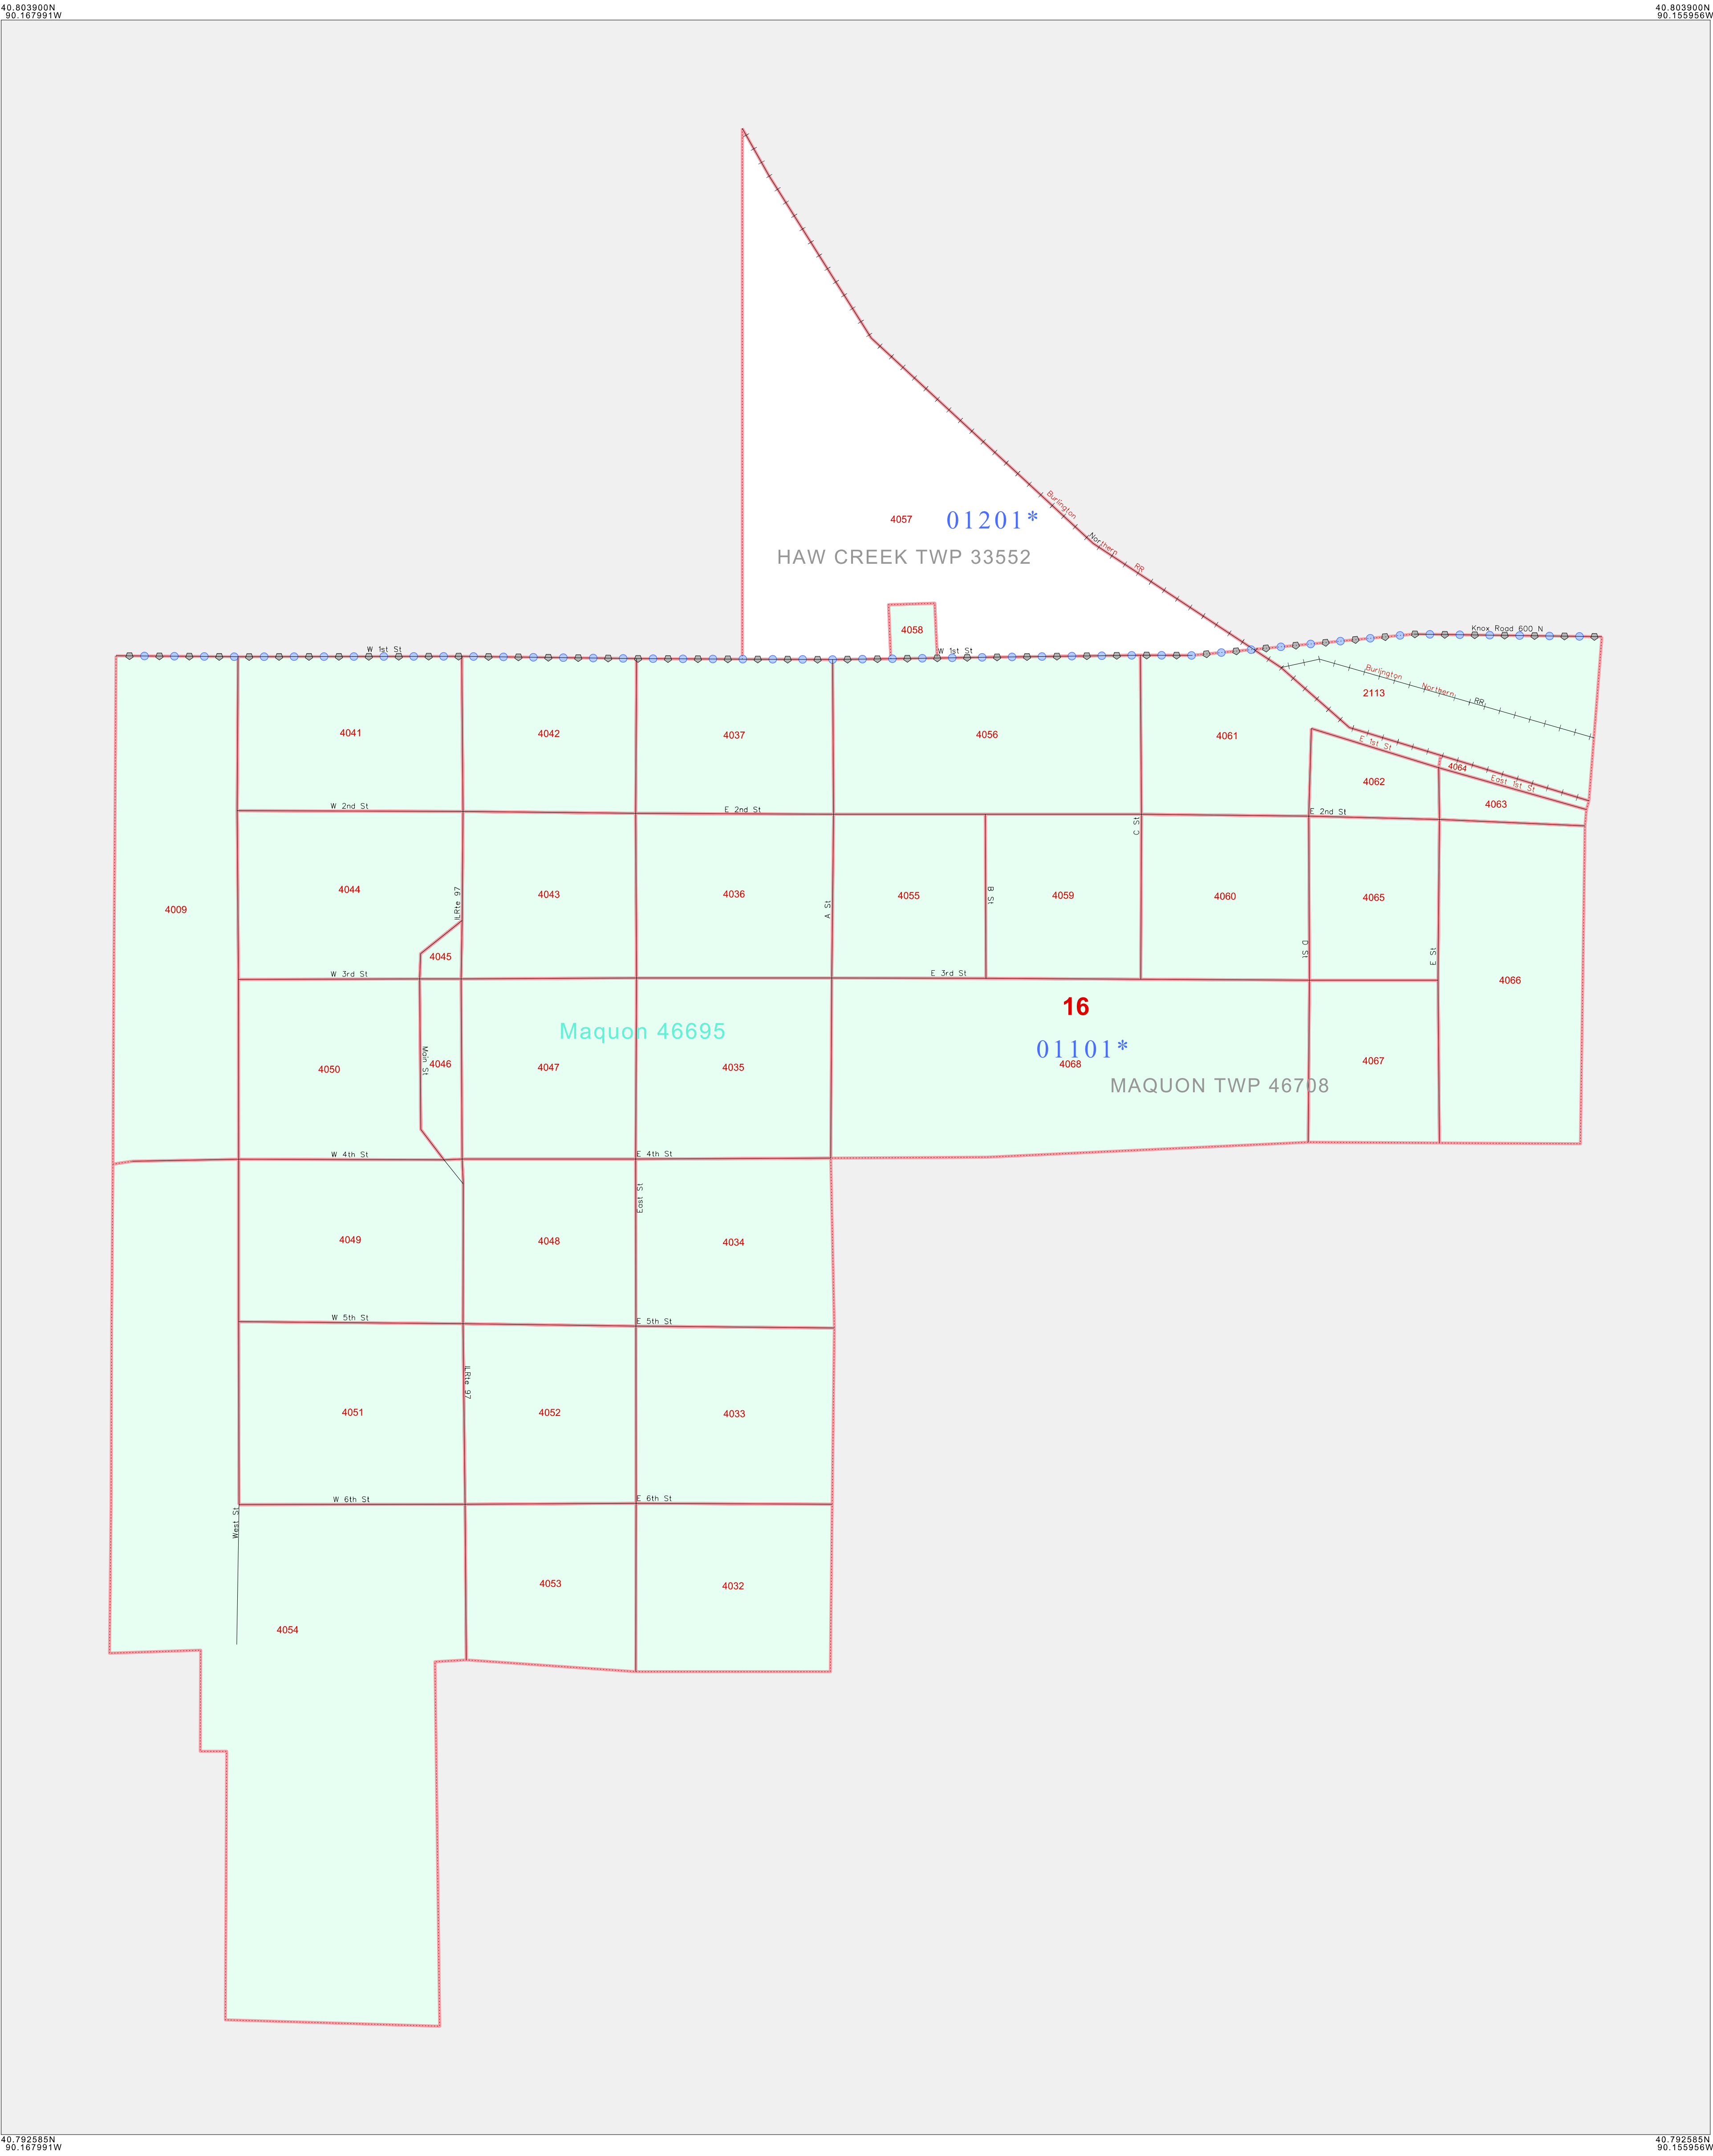 40.803900N
90.167991W
40.803900N
90.155956W
Burlington
Northern
RR
4057
01201*
HAW CREEK TWP 33552
4058
Knox Road 600 N
W 1st St
W 1st St
Burlington
Northern
RR
2113
4041
4042
4037
4056
4061
E 1st St
4064
East 1st St
4062
4063
W 2nd St
E 2nd St
E 2nd St
C St
4009
4044
ILRte 97
4043
4036
A St
4055
B St
4059
4060
D St
4065
E St
4066
4045
W 3rd St
E 3rd St
16
Maquon 46695
01101*
4068
MAQUON TWP 46708
4067
4050
Main St
4046
4047
4035
W 4th St
E 4th St
East St
4049
4048
4034
W 5th St
E 5th St
ILRte 97
4051
4052
4033
W 6th St
E 6th St
West St
4053
4032
4054
40.792585N
90.167991W
40.792585N
90.155956W